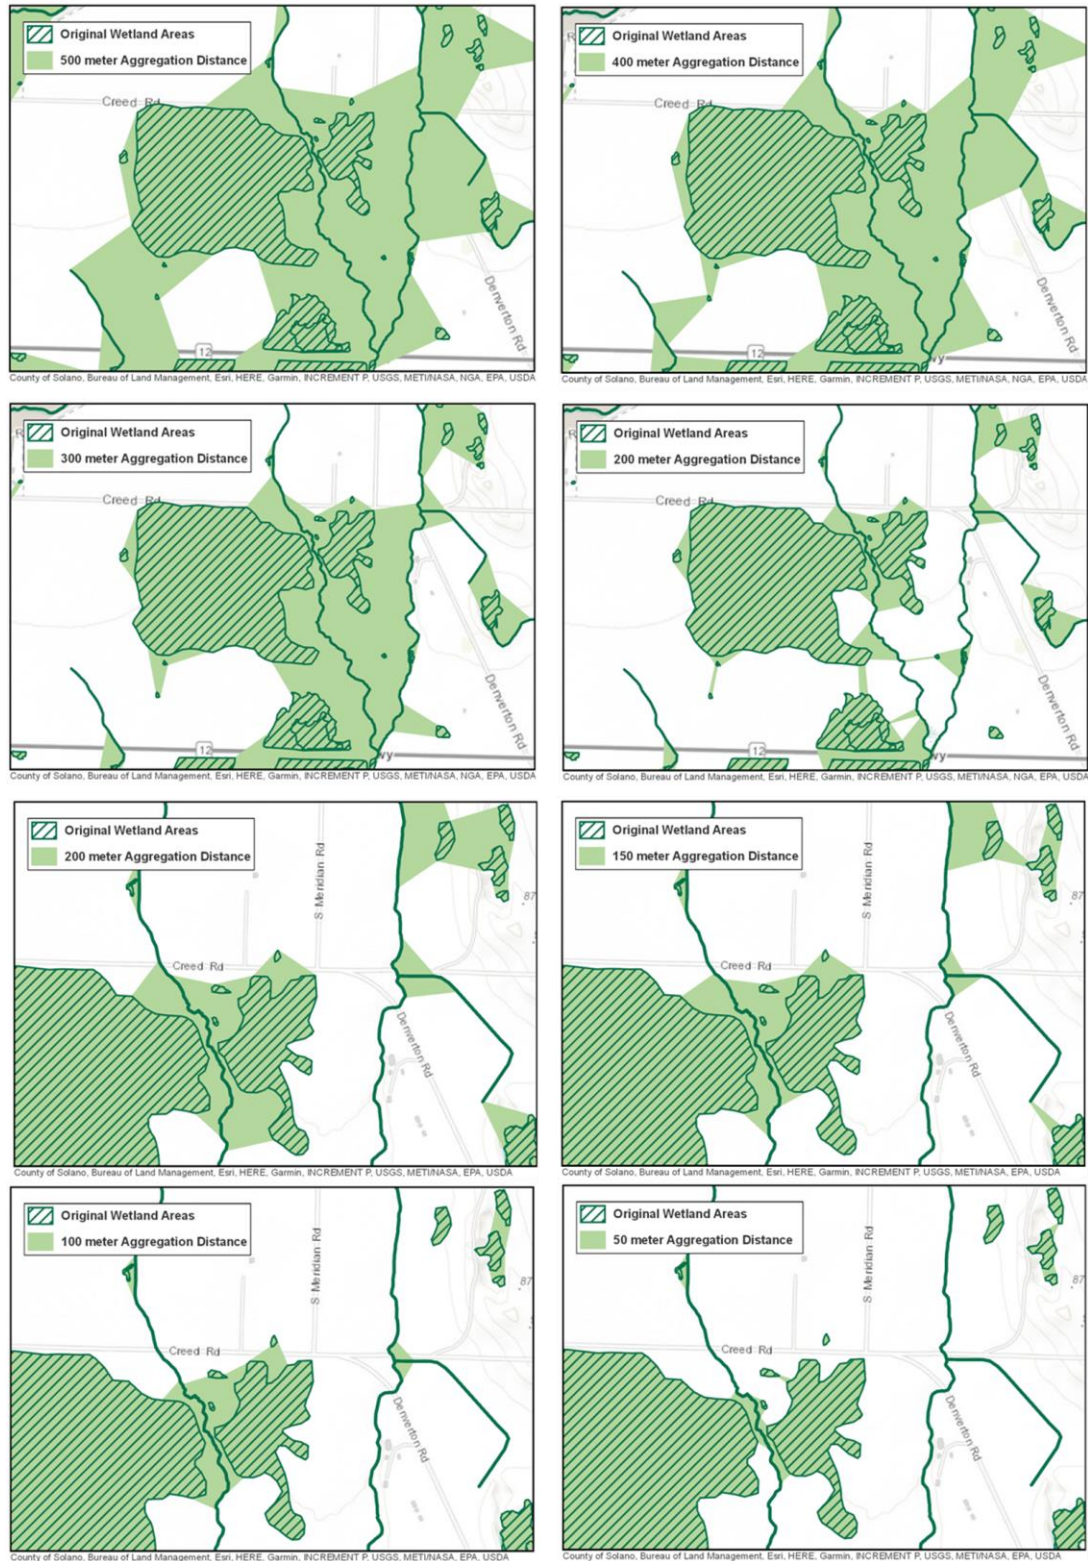 Original Wetland Areas
500 meter Aggregation Distance
Creed Rd
12
Denverton Rd
County of Solano, Bureau of Land Management, Esri, HERE, Garmin, INCREMENT P, USGS, METI/NASA, NGA, EPA, USDA
Original Wetland Areas
400 meter Aggregation Distance
R
Creed Rd
12
wy
Denverton Rd
County of Solano, Bureau of Land Management, Esri, HERE, Garmin, INCREMENT P, USGS, METI/NASA, NGA, EPA, USDA
Original Wetland Areas
300 meter Aggregation Distance
R
Creed Rd
12
wy
Denverton Rd
County of Solano, Bureau of Land Management, Esri, HERE, Garmin, INCREMENT P, USGS, METI/NASA, NGA, EPA, USDA
Original Wetland Areas
200 meter Aggregation Distance
Creed Rd
12
wy
Denverton Rd
County of Solano, Bureau of Land Management, Esri, HERE, Garmin, INCREMENT P, USGS, METI/NASA, NGA, EPA, USDA
Original Wetland Areas
200 meter Aggregation Distance
S Meridian Rd
87
Creed Rd
Denverton Rd
County of Solano, Bureau of Land Management, Esri, HERE, Garmin, INCREMENT P, USGS, METI/NASA, EPA, USDA
Original Wetland Areas
150 meter Aggregation Distance
S Meridian Rd
87
Creed Rd
Denverton Rd
County of Solano, Bureau of Land Management, Esri, HERE, Garmin, INCREMENT P, USGS, METI/NASA, EPA, USDA
Original Wetland Areas
100 meter Aggregation Distance
S Meridian Rd
87
Creed Rd
Denverton Rd
County of Solano, Bureau of Land Management, Esri, HERE, Garmin, INCREMENT P, USGS, METI/NASA, EPA, USDA
Original Wetland Areas
50 meter Aggregation Distance
S Meridian Rd
87
Creed Rd
Denverton Rd
County of Solano, Bureau of Land Management, Esri, HERE, Garmin, INCREMENT P, USGS, METI/NASA, EPA, USDA